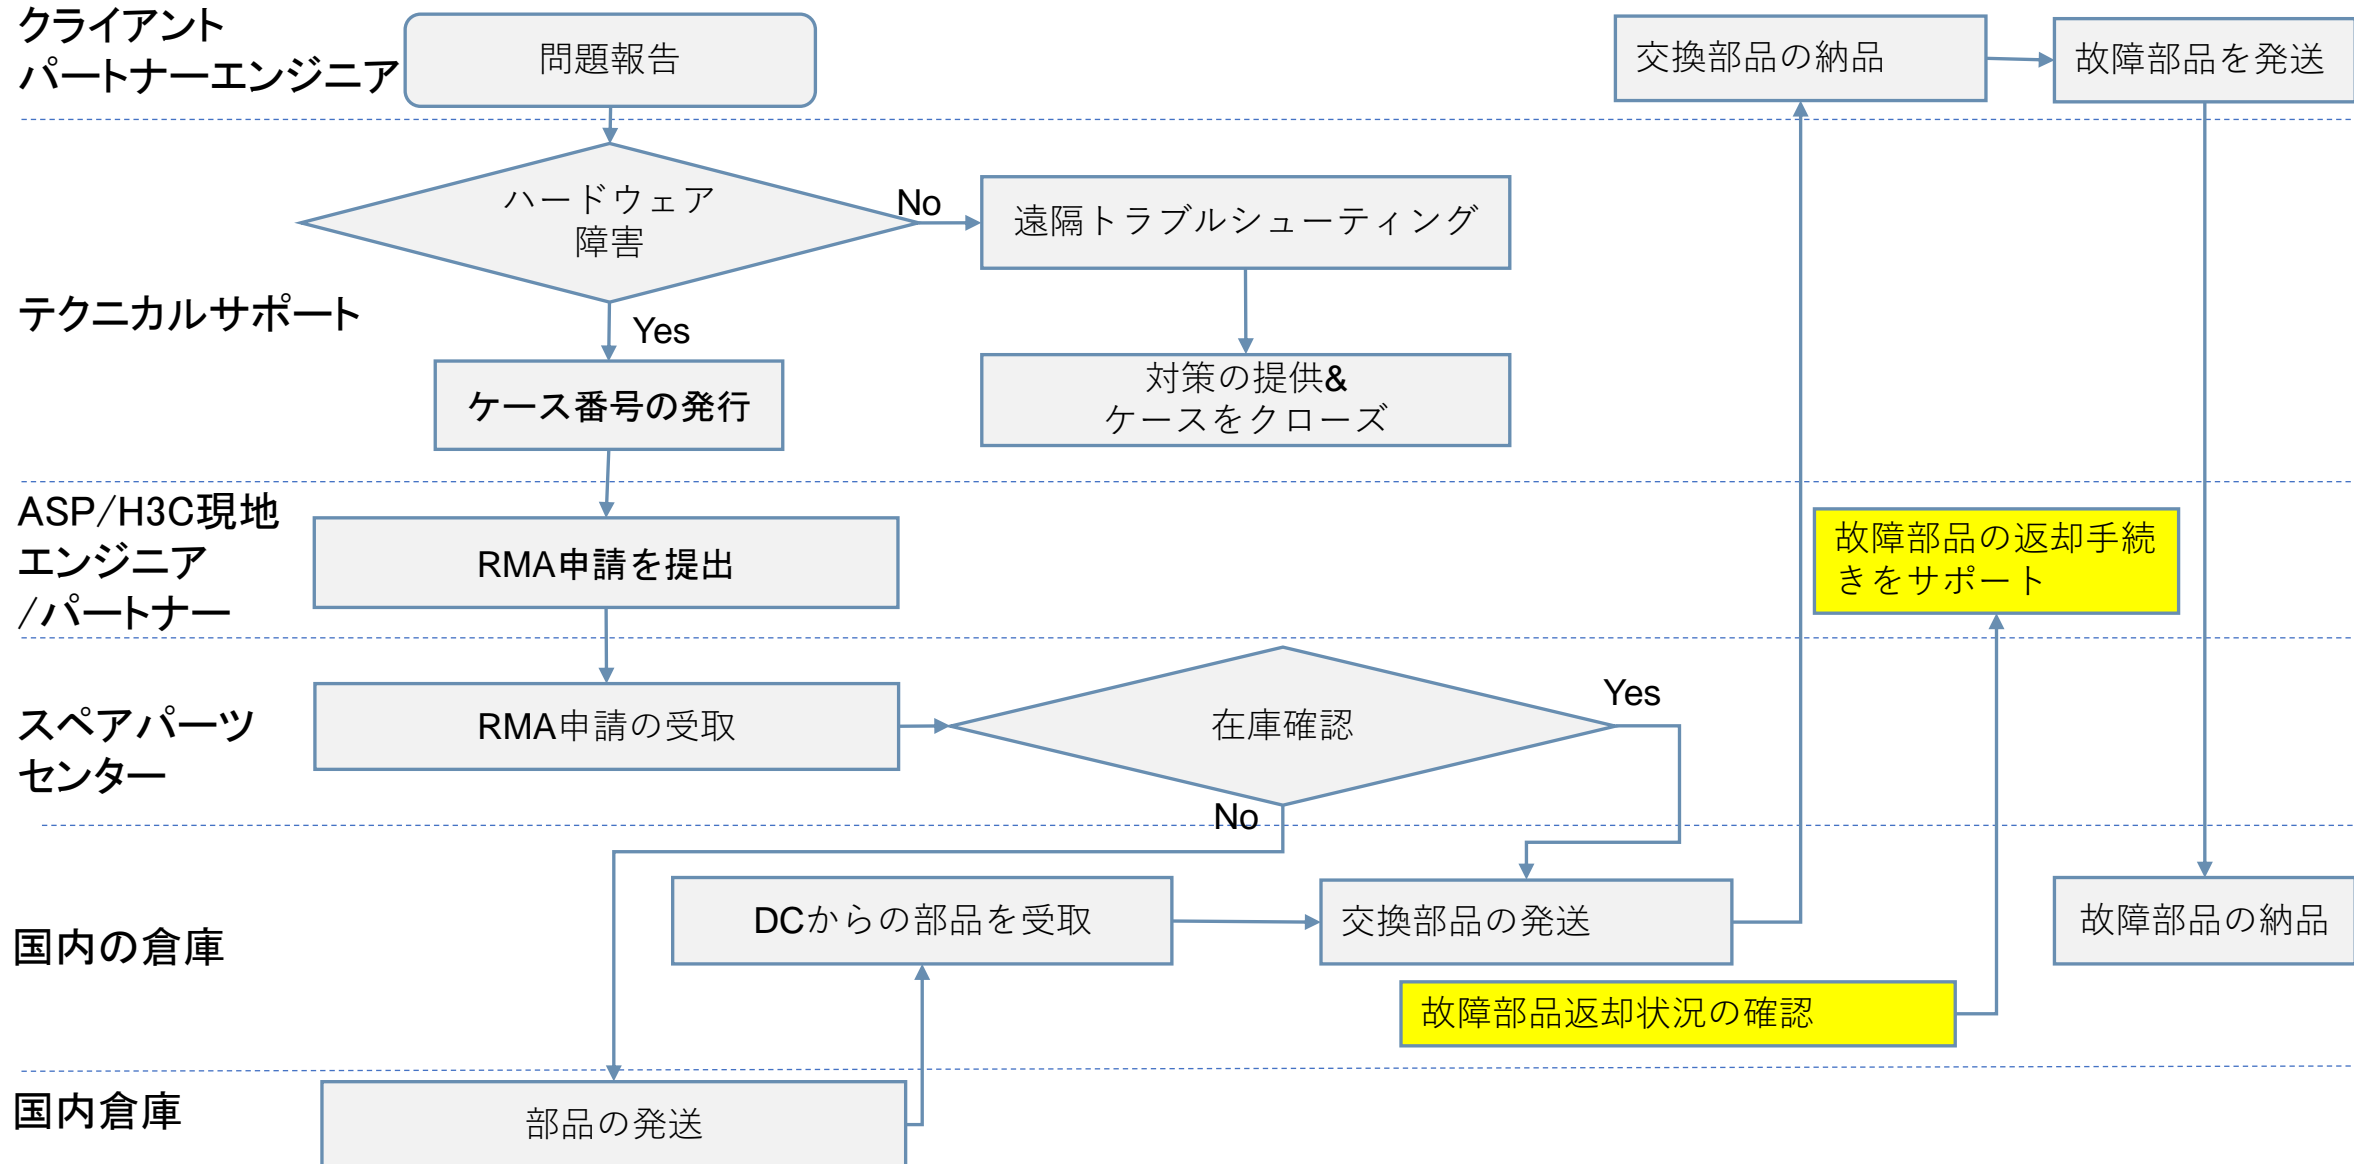 クライアント
パートナーエンジニア
問題報告
交換部品の納品
故障部品を発送
テクニカルサポート
ハードウェア
障害
No
遠隔トラブルシューティング
Yes
ケース番号の発行
対策の提供&
ケースをクローズ
ASP/H3C現地
エンジニア
/パートナー
RMA申請を提出
故障部品の返却手続
きをサポート
スペアパーツ
センター
RMA申請の受取
在庫確認
Yes
No
国内の倉庫
DCからの部品を受取
交換部品の発送
故障部品の納品
故障部品返却状況の確認
国内倉庫
部品の発送